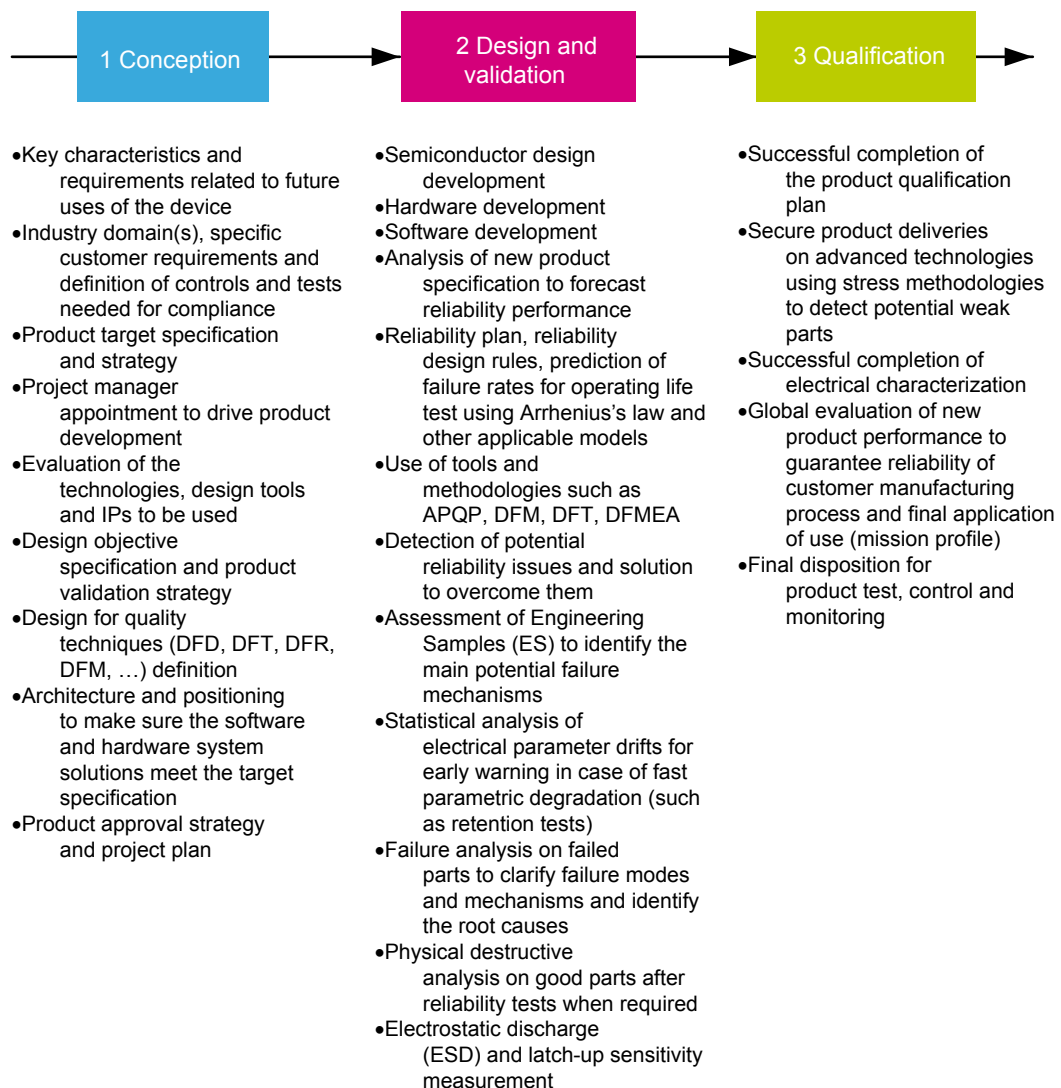 1 Conception
2 Design and
validation
3 Qualification
•Key characteristics and
requirements related to future
uses of the device
•Industry domain(s), specific
customer requirements and
definition of controls and tests
needed for compliance
•Product target specification
and strategy
•Project manager
appointment to drive product
development
•Evaluation of the
technologies, design tools
and IPs to be used
•Design objective
specification and product
validation strategy
•Design for quality
techniques (DFD, DFT, DFR,
DFM, …) definition
•Architecture and positioning
to make sure the software
and hardware system
solutions meet the target
specification
•Product approval strategy
and project plan
•Semiconductor design
development
•Hardware development
•Software development
•Analysis of new product
specification to forecast
reliability performance
•Reliability plan, reliability
design rules, prediction of
failure rates for operating life
test using Arrhenius’s law and
other applicable models
•Use of tools and
methodologies such as
APQP, DFM, DFT, DFMEA
•Detection of potential
reliability issues and solution
to overcome them
•Assessment of Engineering
Samples (ES) to identify the
main potential failure
mechanisms
•Statistical analysis of
electrical parameter drifts for
early warning in case of fast
parametric degradation (such
as retention tests)
•Failure analysis on failed
parts to clarify failure modes
and mechanisms and identify
the root causes
•Physical destructive
analysis on good parts after
reliability tests when required
•Electrostatic discharge
(ESD) and latch-up sensitivity
measurement
•Successful completion of
the product qualification
plan
•Secure product deliveries
on advanced technologies
using stress methodologies
to detect potential weak
parts
•Successful completion of
electrical characterization
•Global evaluation of new
product performance to
guarantee reliability of
customer manufacturing
process and final application
of use (mission profile)
•Final disposition for
product test, control and
monitoring